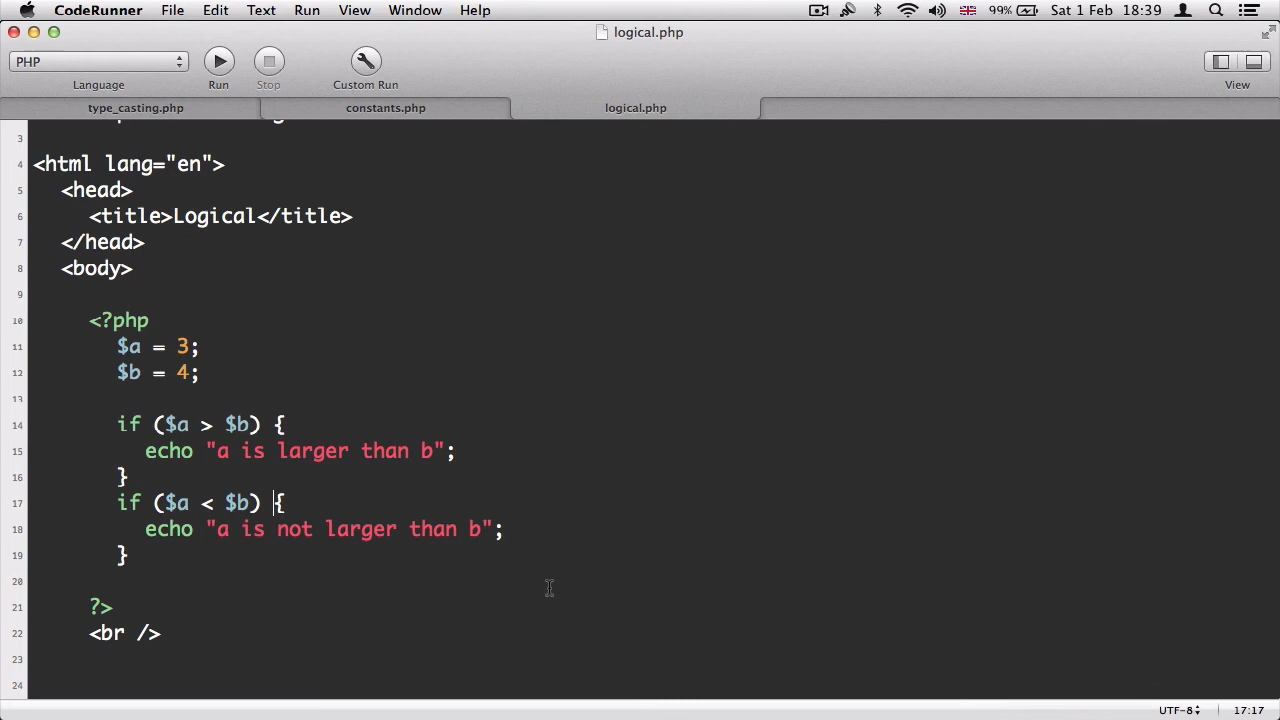 CodeRunner File Edit Text Run View Window Help 99% Sat 1 Feb 18:39
logical.php
PHP
Language Run Stop Custom Run View
type_casting.php constants.php logical.php
3
4 <html lang="en">
5 <head>
6 <title>Logical</title>
7 </head>
8 <body>
9
10 <?php
11 $a = 3;
12 $b = 4;
13
14 if ($a > $b) {
15 echo "a is larger than b";
16 }
17 if ($a < $b) {
18 echo "a is not larger than b";
19 }
20
21 ?>
22 <br />
23
24
UTF-8 17:17